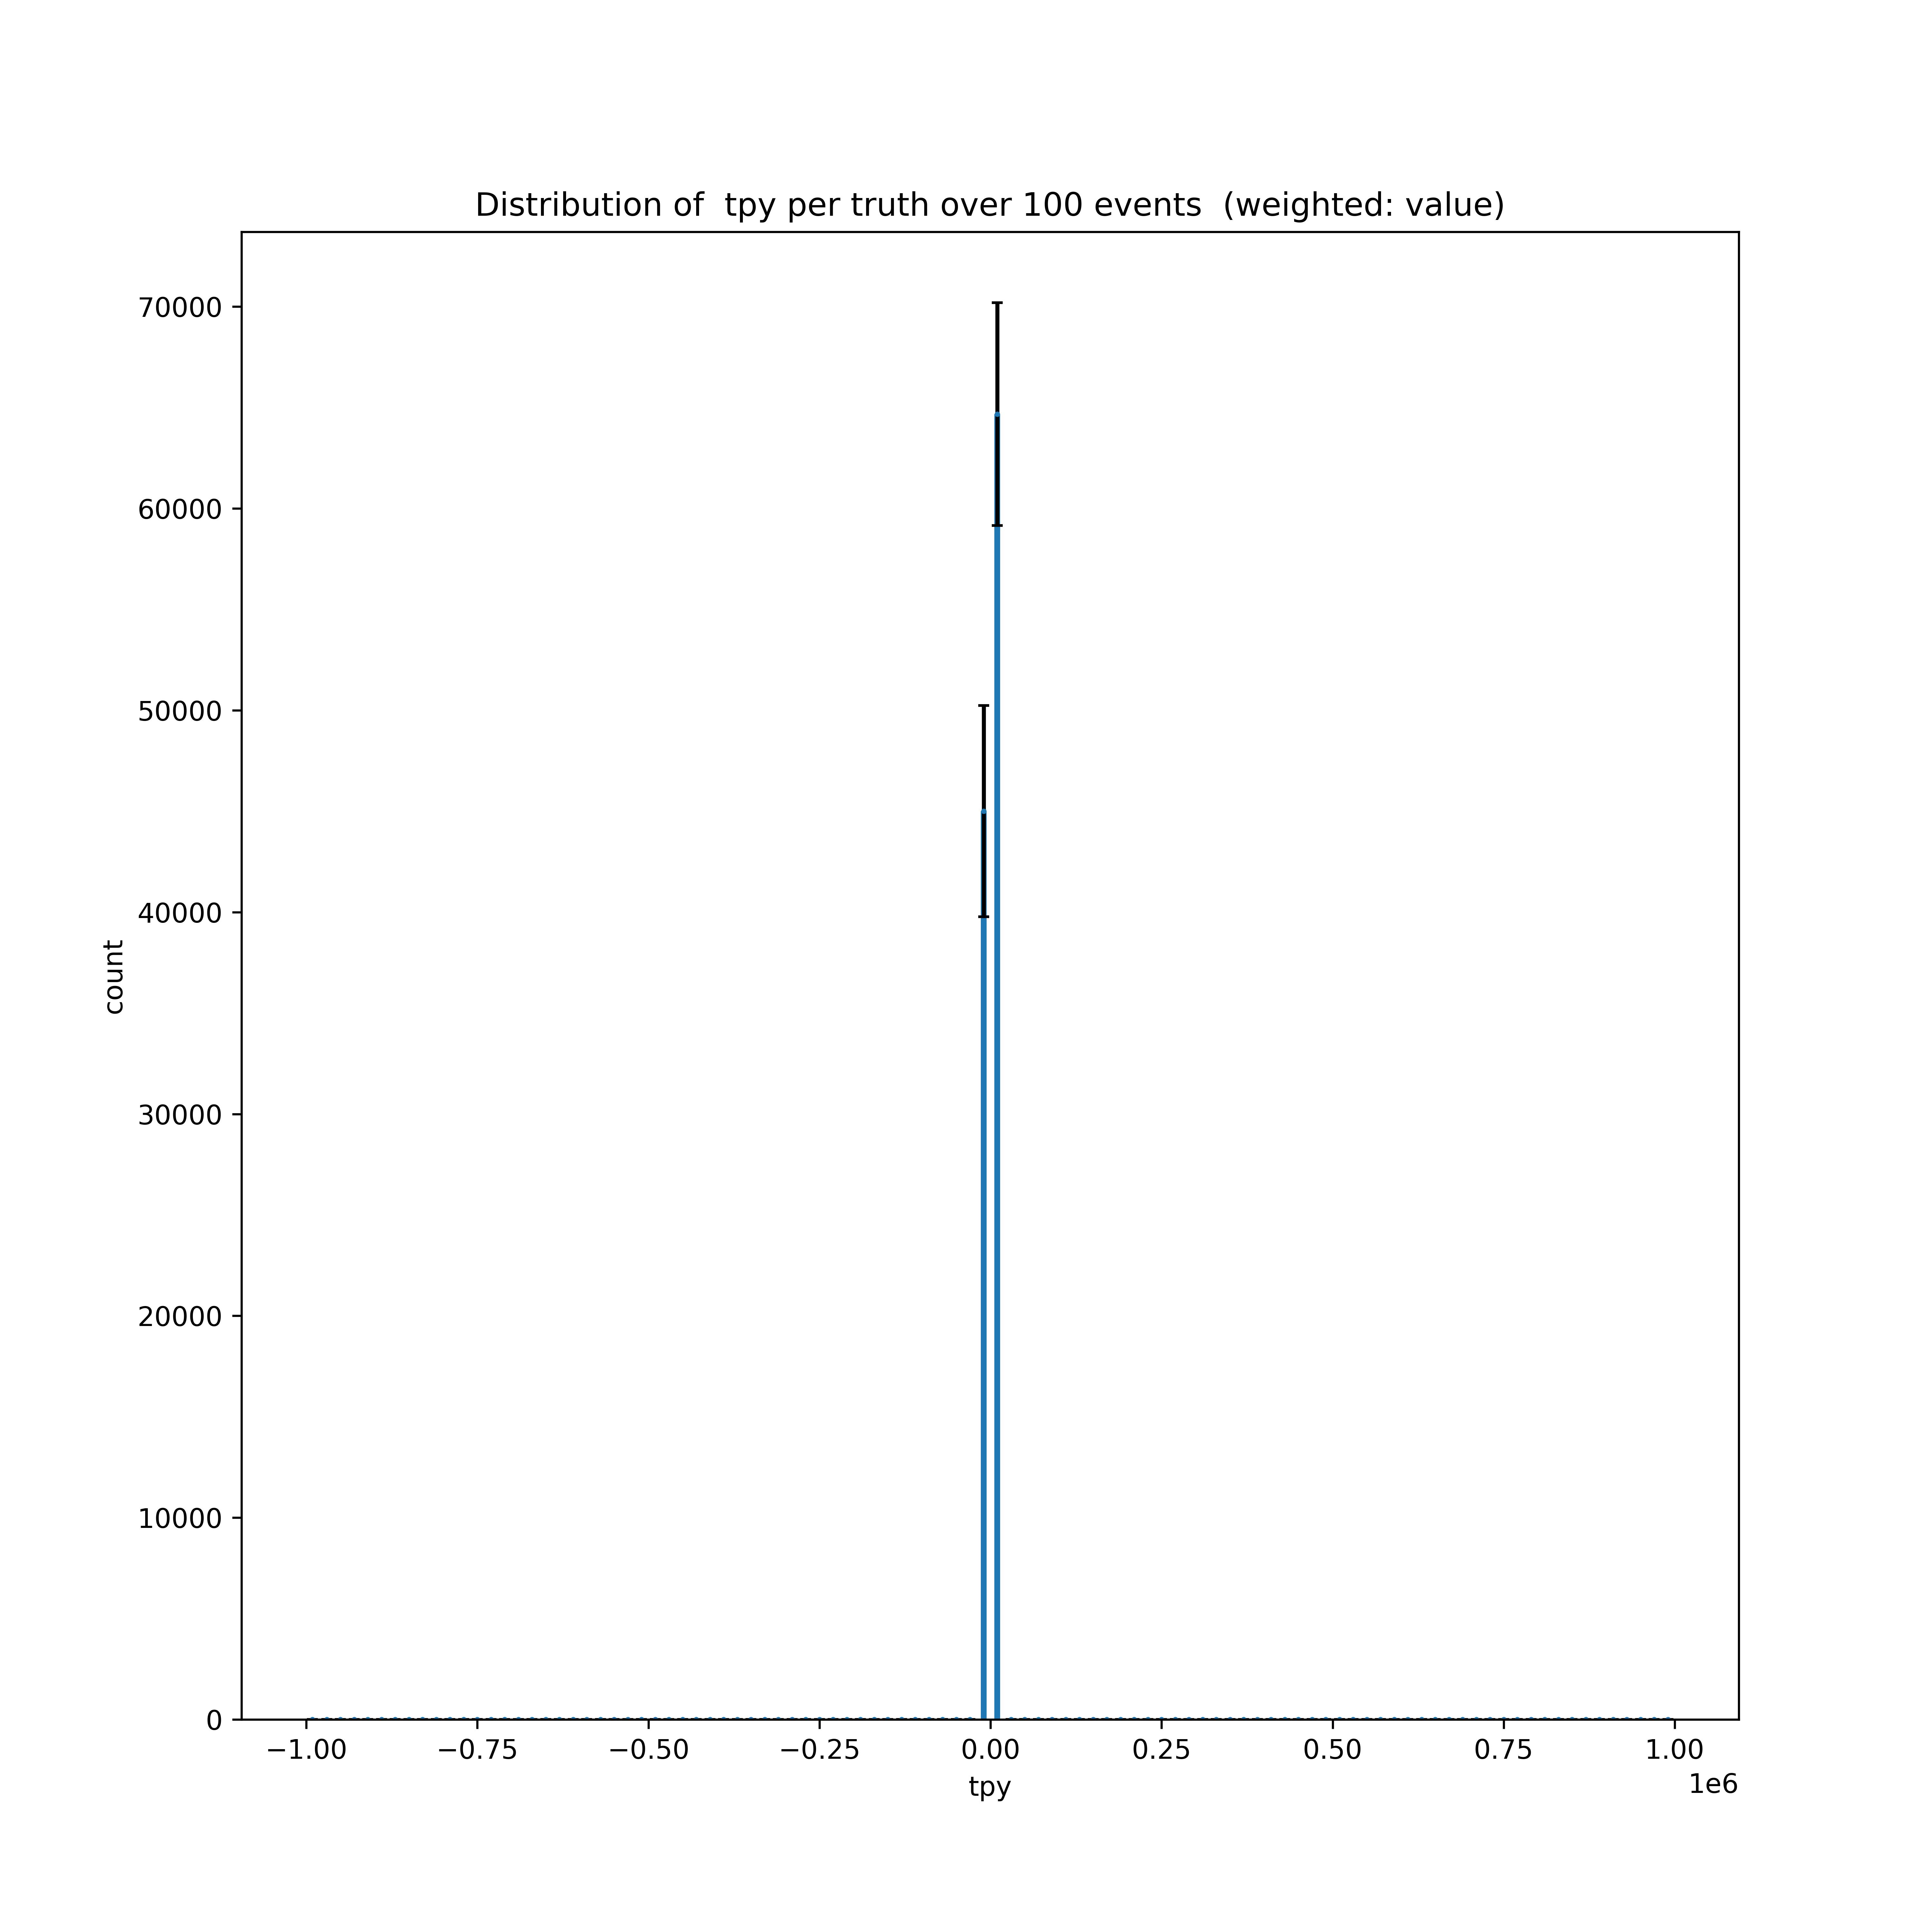 Distribution of  tpy per truth over 100 events  (weighted: value)
70000
60000
50000
40000
30000
20000
10000
0
count
−1.00 −0.75 −0.50 −0.25 0.00 0.25 0.50 0.75 1.00
1e6
tpy